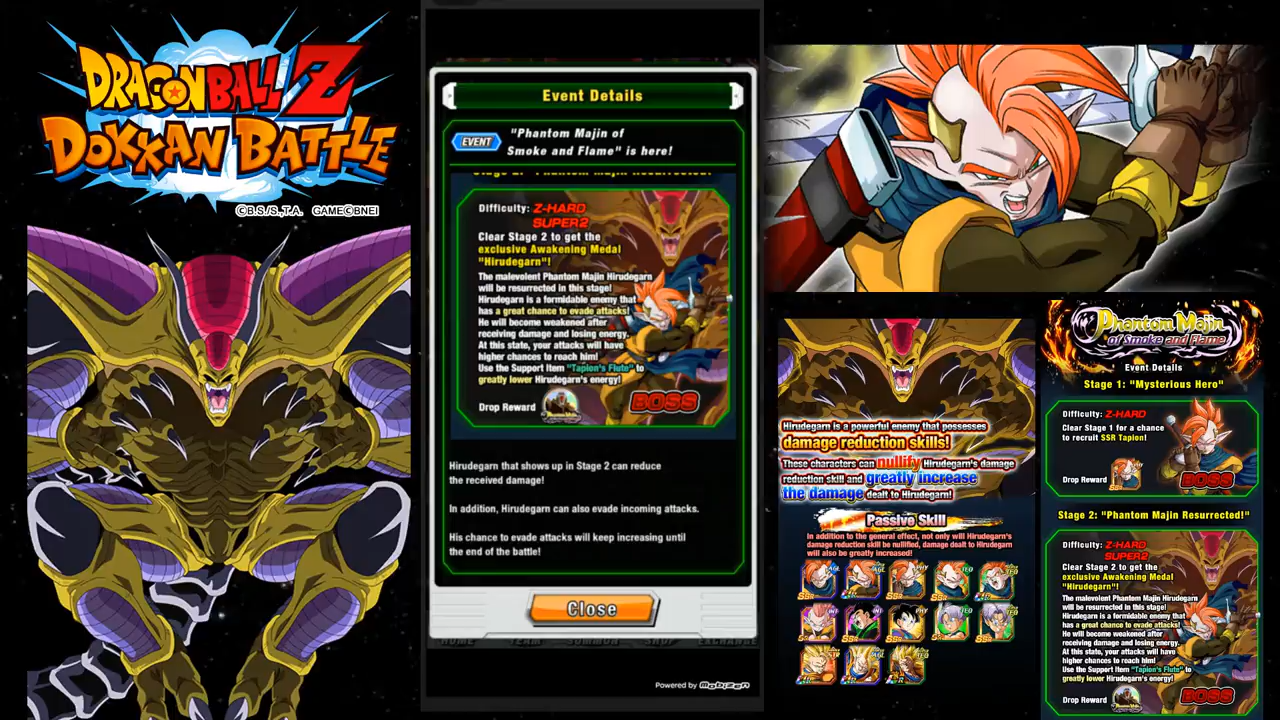 DRAGON BALL Z
DOKKAN BATTLE
©B.S./S.,T.A. GAME©BNEI
Event Details
EVENT
"Phantom Majin of
Smoke and Flame" is here!
Stage 2: "Phantom Majin Resurrected!"
Difficulty: Z-HARD
SUPER2
Clear Stage 2 to get the
exclusive Awakening Medal
"Hirudegarn"!
The malevolent Phantom Majin Hirudegarn
will be resurrected in this stage!
Hirudegarn is a formidable enemy that
has a great chance to evade attacks!
He will become weakened after
receiving damage and losing energy.
At this state, your attacks will have
higher chances to reach him!
Use the Support Item "Tapion's Flute" to
greatly lower Hirudegarn's energy!
Drop Reward
BOSS
Hirudegarn that shows up in Stage 2 can reduce
the received damage!
In addition, Hirudegarn can also evade incoming attacks.
His chance to evade attacks will keep increasing until
the end of the battle!
Close
HOME TEAM SUMMON SHOP EXCHANGE
Powered by Mobizen
Hirudegarn is a powerful enemy that possesses
damage reduction skills!
These characters can nullify Hirudegarn's damage
reduction skill and greatly increase
the damage dealt to Hirudegarn!
Passive Skill
In addition to the general effect, not only will Hirudegarn's
damage reduction skill be nullified, damage dealt to Hirudegarn
will also be greatly increased!
Phantom Majin
of Smoke and Flame
Event Details
Stage 1: "Mysterious Hero"
Difficulty: Z-HARD
Clear Stage 1 for a chance
to recruit SSR Tapion!
Drop Reward
BOSS
Stage 2: "Phantom Majin Resurrected!"
Difficulty: Z-HARD
SUPER2
Clear Stage 2 to get the
exclusive Awakening Medal
"Hirudegarn"!
The malevolent Phantom Majin Hirudegarn
will be resurrected in this stage!
Hirudegarn is a formidable enemy that
has a great chance to evade attacks!
He will become weakened after
receiving damage and losing energy.
At this state, your attacks will have
higher chances to reach him!
Use the Support Item "Tapion's Flute" to
greatly lower Hirudegarn's energy!
Drop Reward
BOSS